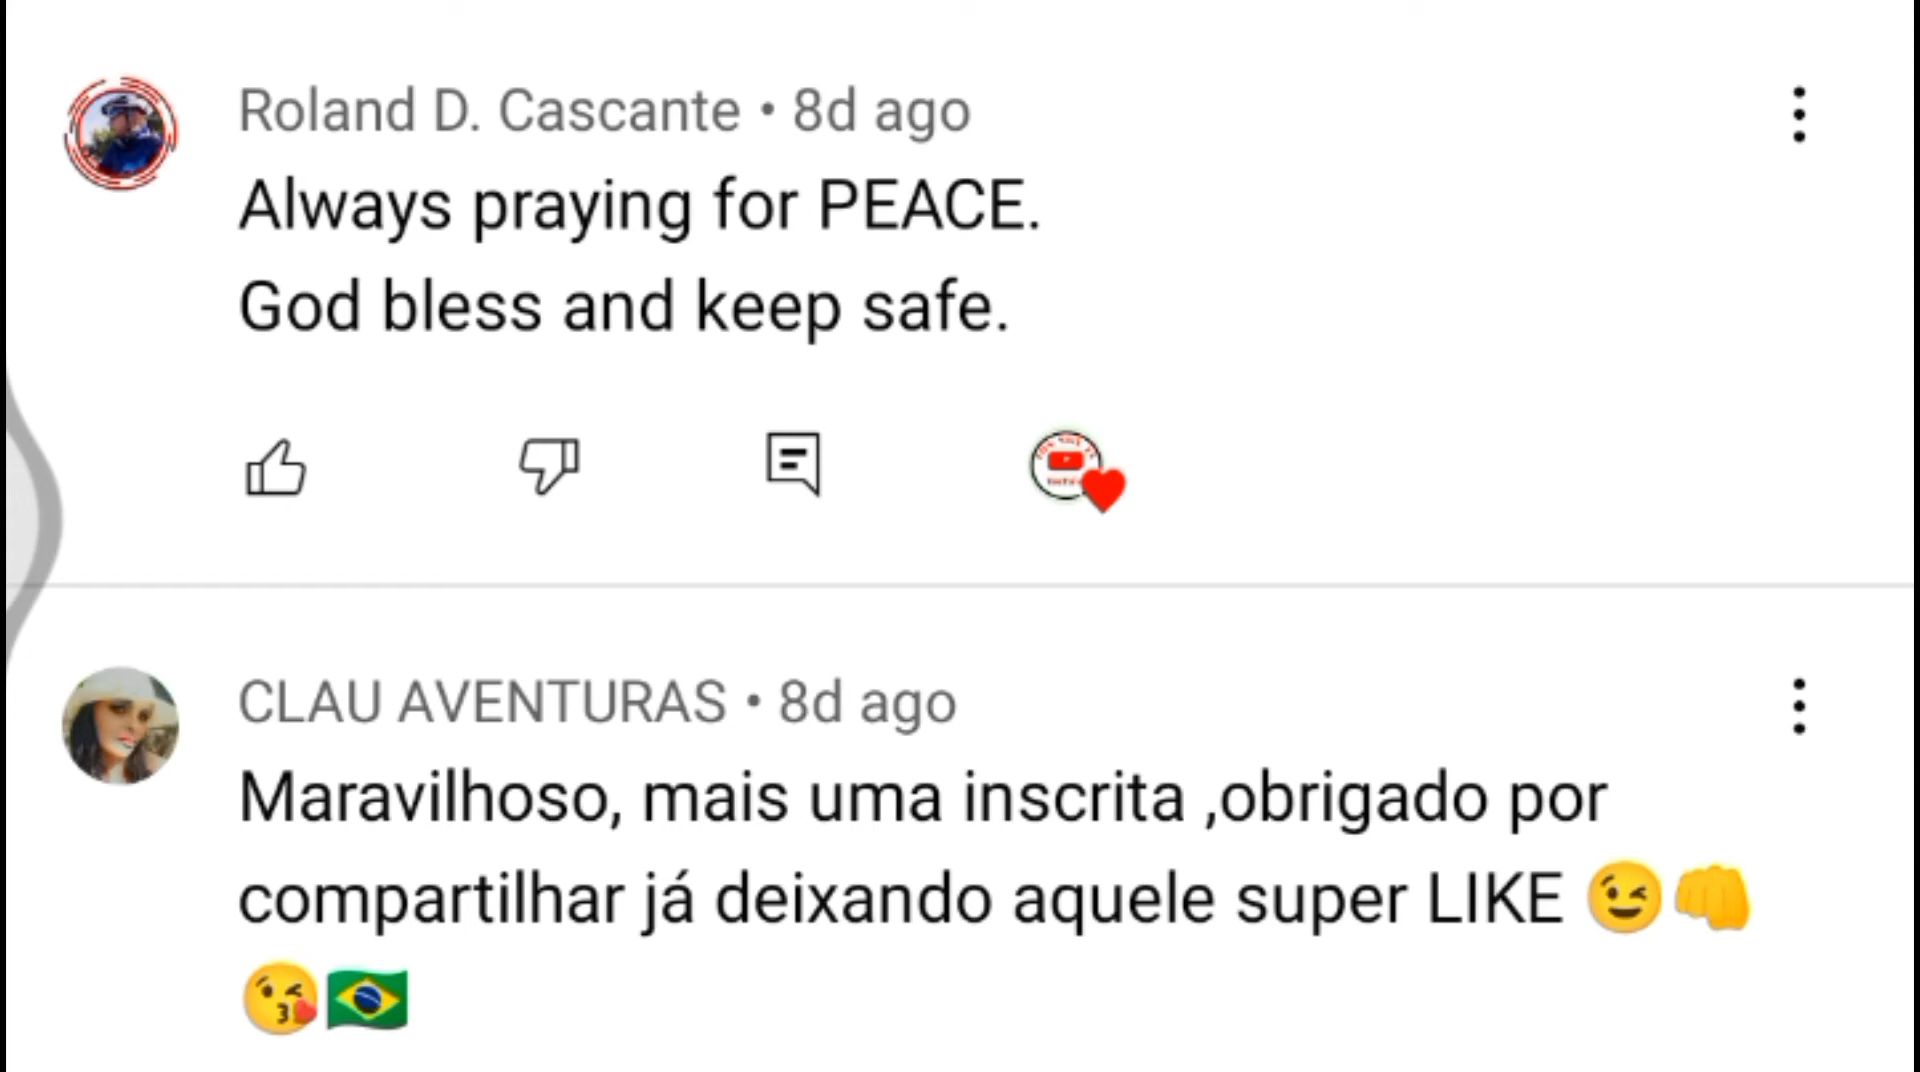 Roland D. Cascante • 8d ago
Always praying for PEACE.
God bless and keep safe.
CLAU AVENTURAS • 8d ago
Maravilhoso, mais uma inscrita ,obrigado por
compartilhar já deixando aquele super LIKE 😉👊
😘🇧🇷